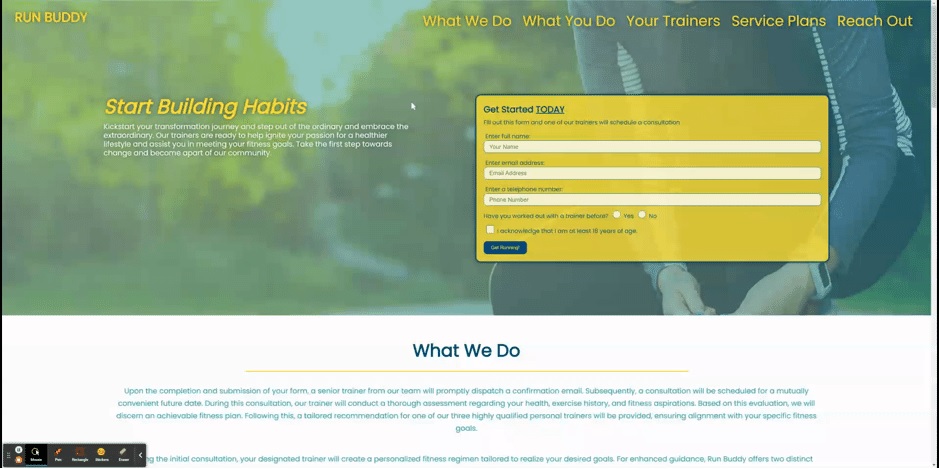 RUN BUDDY
What We Do What You Do Your Trainers Service Plans Reach Out
Start Building Habits
Kickstart your transformation journey and step out of the ordinary and embrace the
extraordinary. Our trainers are ready to help ignite your passion for a healthier
lifestyle and assist you in meeting your fitness goals. Take the first step towards
change and become apart of our community.
Get Started TODAY
Fill out this form and one of our trainers will schedule a consultation
Enter full name:
Your Name
Enter email address:
Email Address
Enter a telephone number:
Phone Number
Have you worked out with a trainer before? Yes No
I acknowledge that I am at least 18 years of age.
Get Running!
What We Do
Upon the completion and submission of your form, a senior trainer from our team will promptly dispatch a confirmation email. Subsequently, a consultation will be scheduled for a mutually
convenient future date. During this consultation, our trainer will conduct a thorough assessment regarding your health, exercise history, and fitness aspirations. Based on this evaluation, we will
discern an achievable fitness plan. Following this, a tailored recommendation for one of our three highly qualified personal trainers will be provided, ensuring alignment with your specific fitness
goals.
the initial consultation, your designated trainer will create a personalized fitness regimen tailored to realize your desired goals. For enhanced guidance, Run Buddy offers two distinct
Mouse Pen Rectangle Stickers Eraser